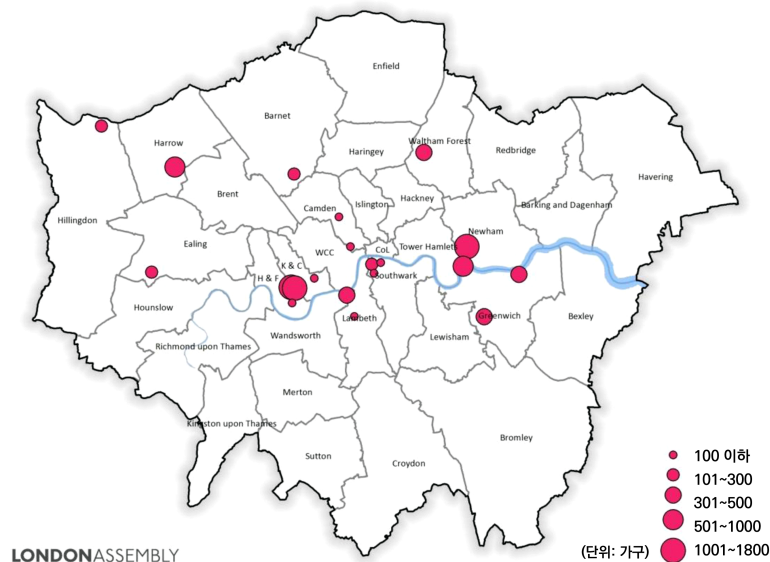 Enfield
Barnet
Harrow
Waltham Forest
Haringey
Redbridge
Havering
Brent
Hackney
Islington
Camden
Barking and Dagenham
Hillingdon
Newham
Ealing
WCC
CoL
Tower Hamlets
K & C
H & F
Southwark
Hounslow
Lambeth
Greenwich
Bexley
Wandsworth
Lewisham
Richmond upon Thames
Merton
Kingston upon Thames
Bromley
Sutton
Croydon
100 이하
101~300
301~500
501~1000
(단위: 가구) 1001~1800
LONDONASSEMBLY